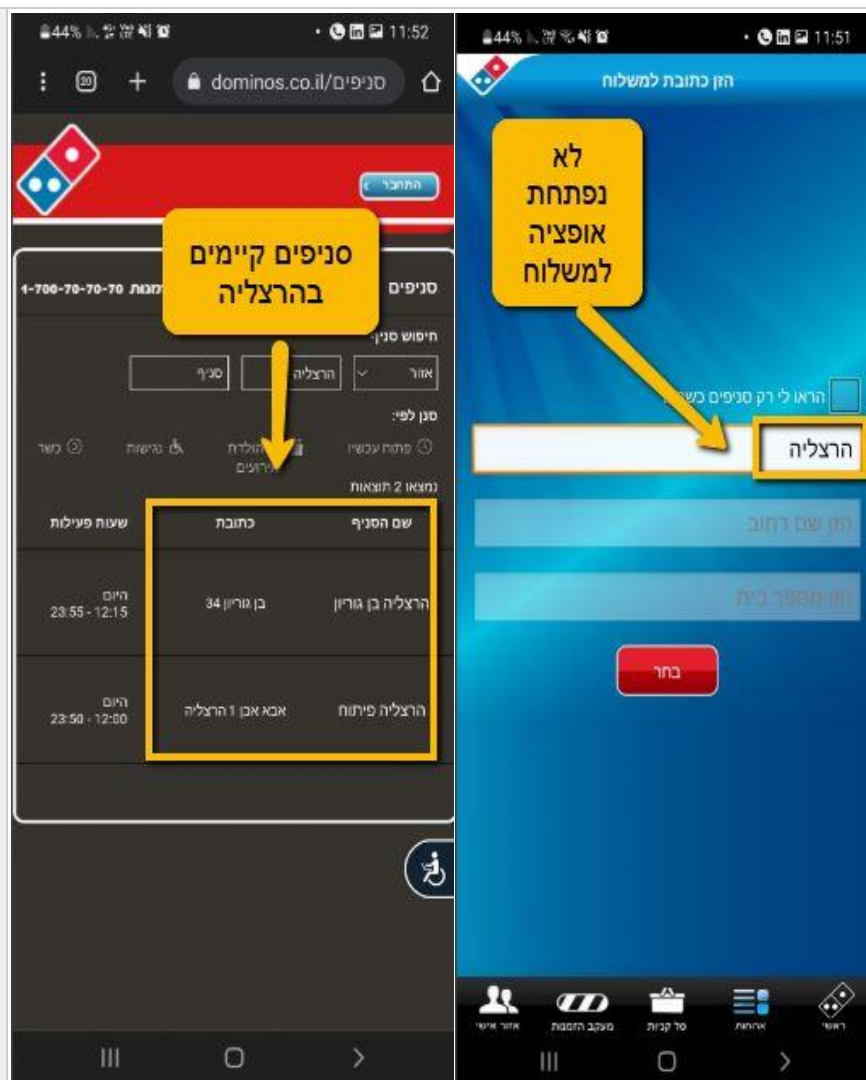 44%
11:52
20
dominos.co.il/סניפים
התחבר
סניפים קיימים
בהרצליה
סניפים
1-700-70-70-70
חיפוש סניף:
אזור
הרצליה
סניף
סנן לפי:
פתוח עכשיו
הולדת
נגישות
כשר
נמצאו 2 תוצאות
שם הסניף
כתובת
שעות פעילות
הרצליה בן גוריון
בן גוריון 34
היום
12:15 - 23:55
הרצליה פיתוח
אבא אבן 1 הרצליה
היום
12:00 - 23:50
44%
11:51
הזן כתובת למשלוח
לא
נפתחת
אופציה
למשלוח
הראו לי רק סניפים
הרצליה
הזן שם רחוב
הזן מספר בית
בחר
ראשי
ארוחות
סל קניות
מעקב הזמנות
אזור אישי